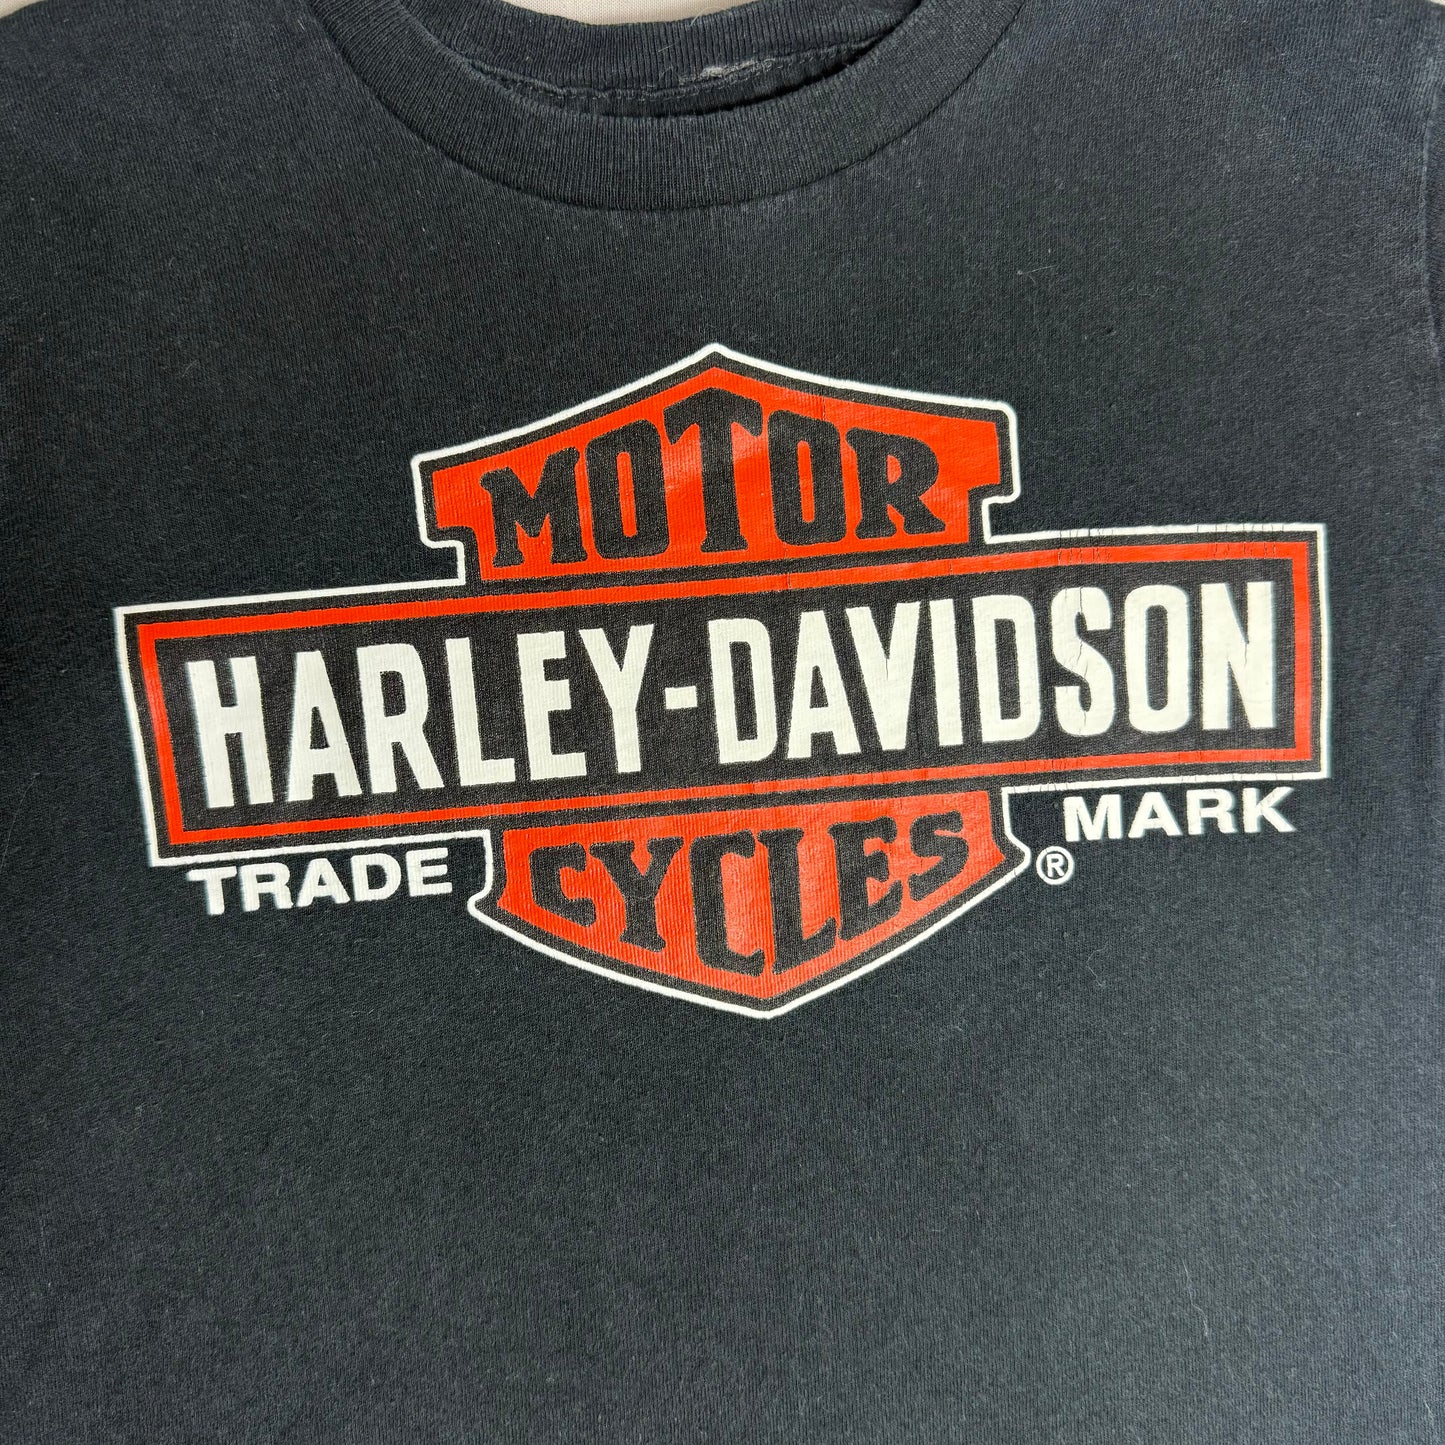 MOTOR
HARLEY-DAVIDSON
TRADE MARK
CYCLES ®